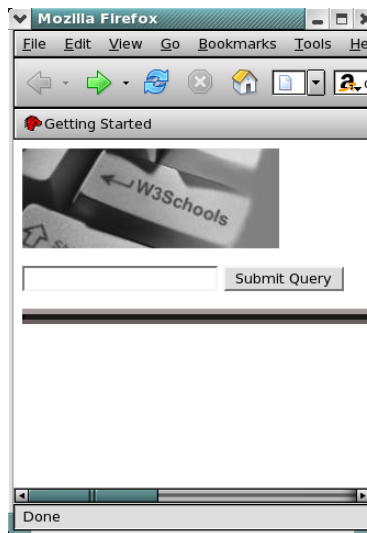 Mozilla Firefox
File Edit View Go Bookmarks Tools He
a
Getting Started
W3Schools
Submit Query
Done